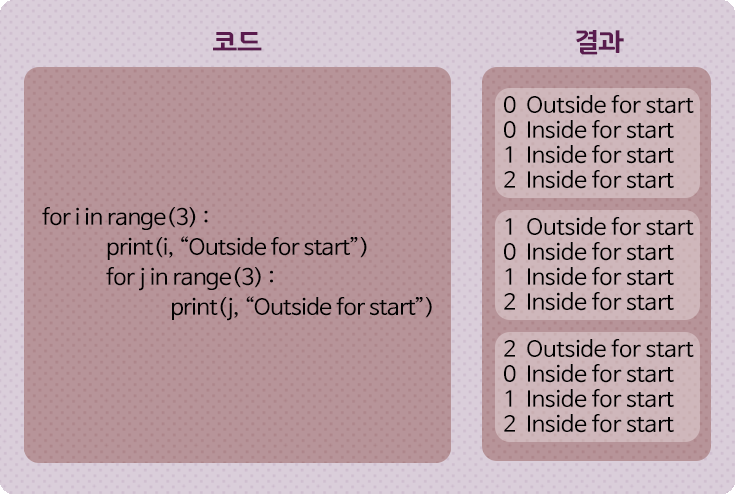 코드
for i in range(3) :
print(i, “Outside for start”)
for j in range(3) :
print(j, “Outside for start”)
결과
0 Outside for start
0 Inside for start
1 Inside for start
2 Inside for start
1 Outside for start
0 Inside for start
1 Inside for start
2 Inside for start
2 Outside for start
0 Inside for start
1 Inside for start
2 Inside for start